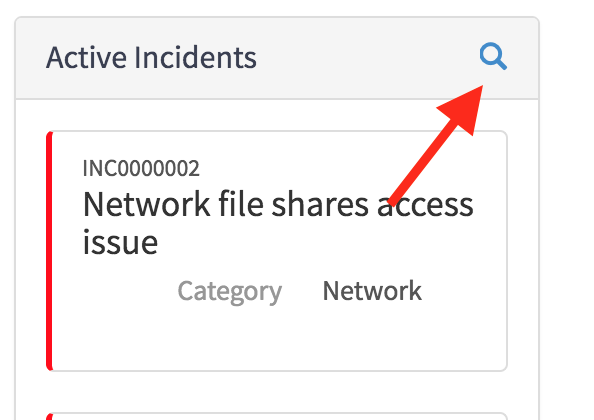 Active Incidents
INC0000002
Network file shares access
issue
Category Network